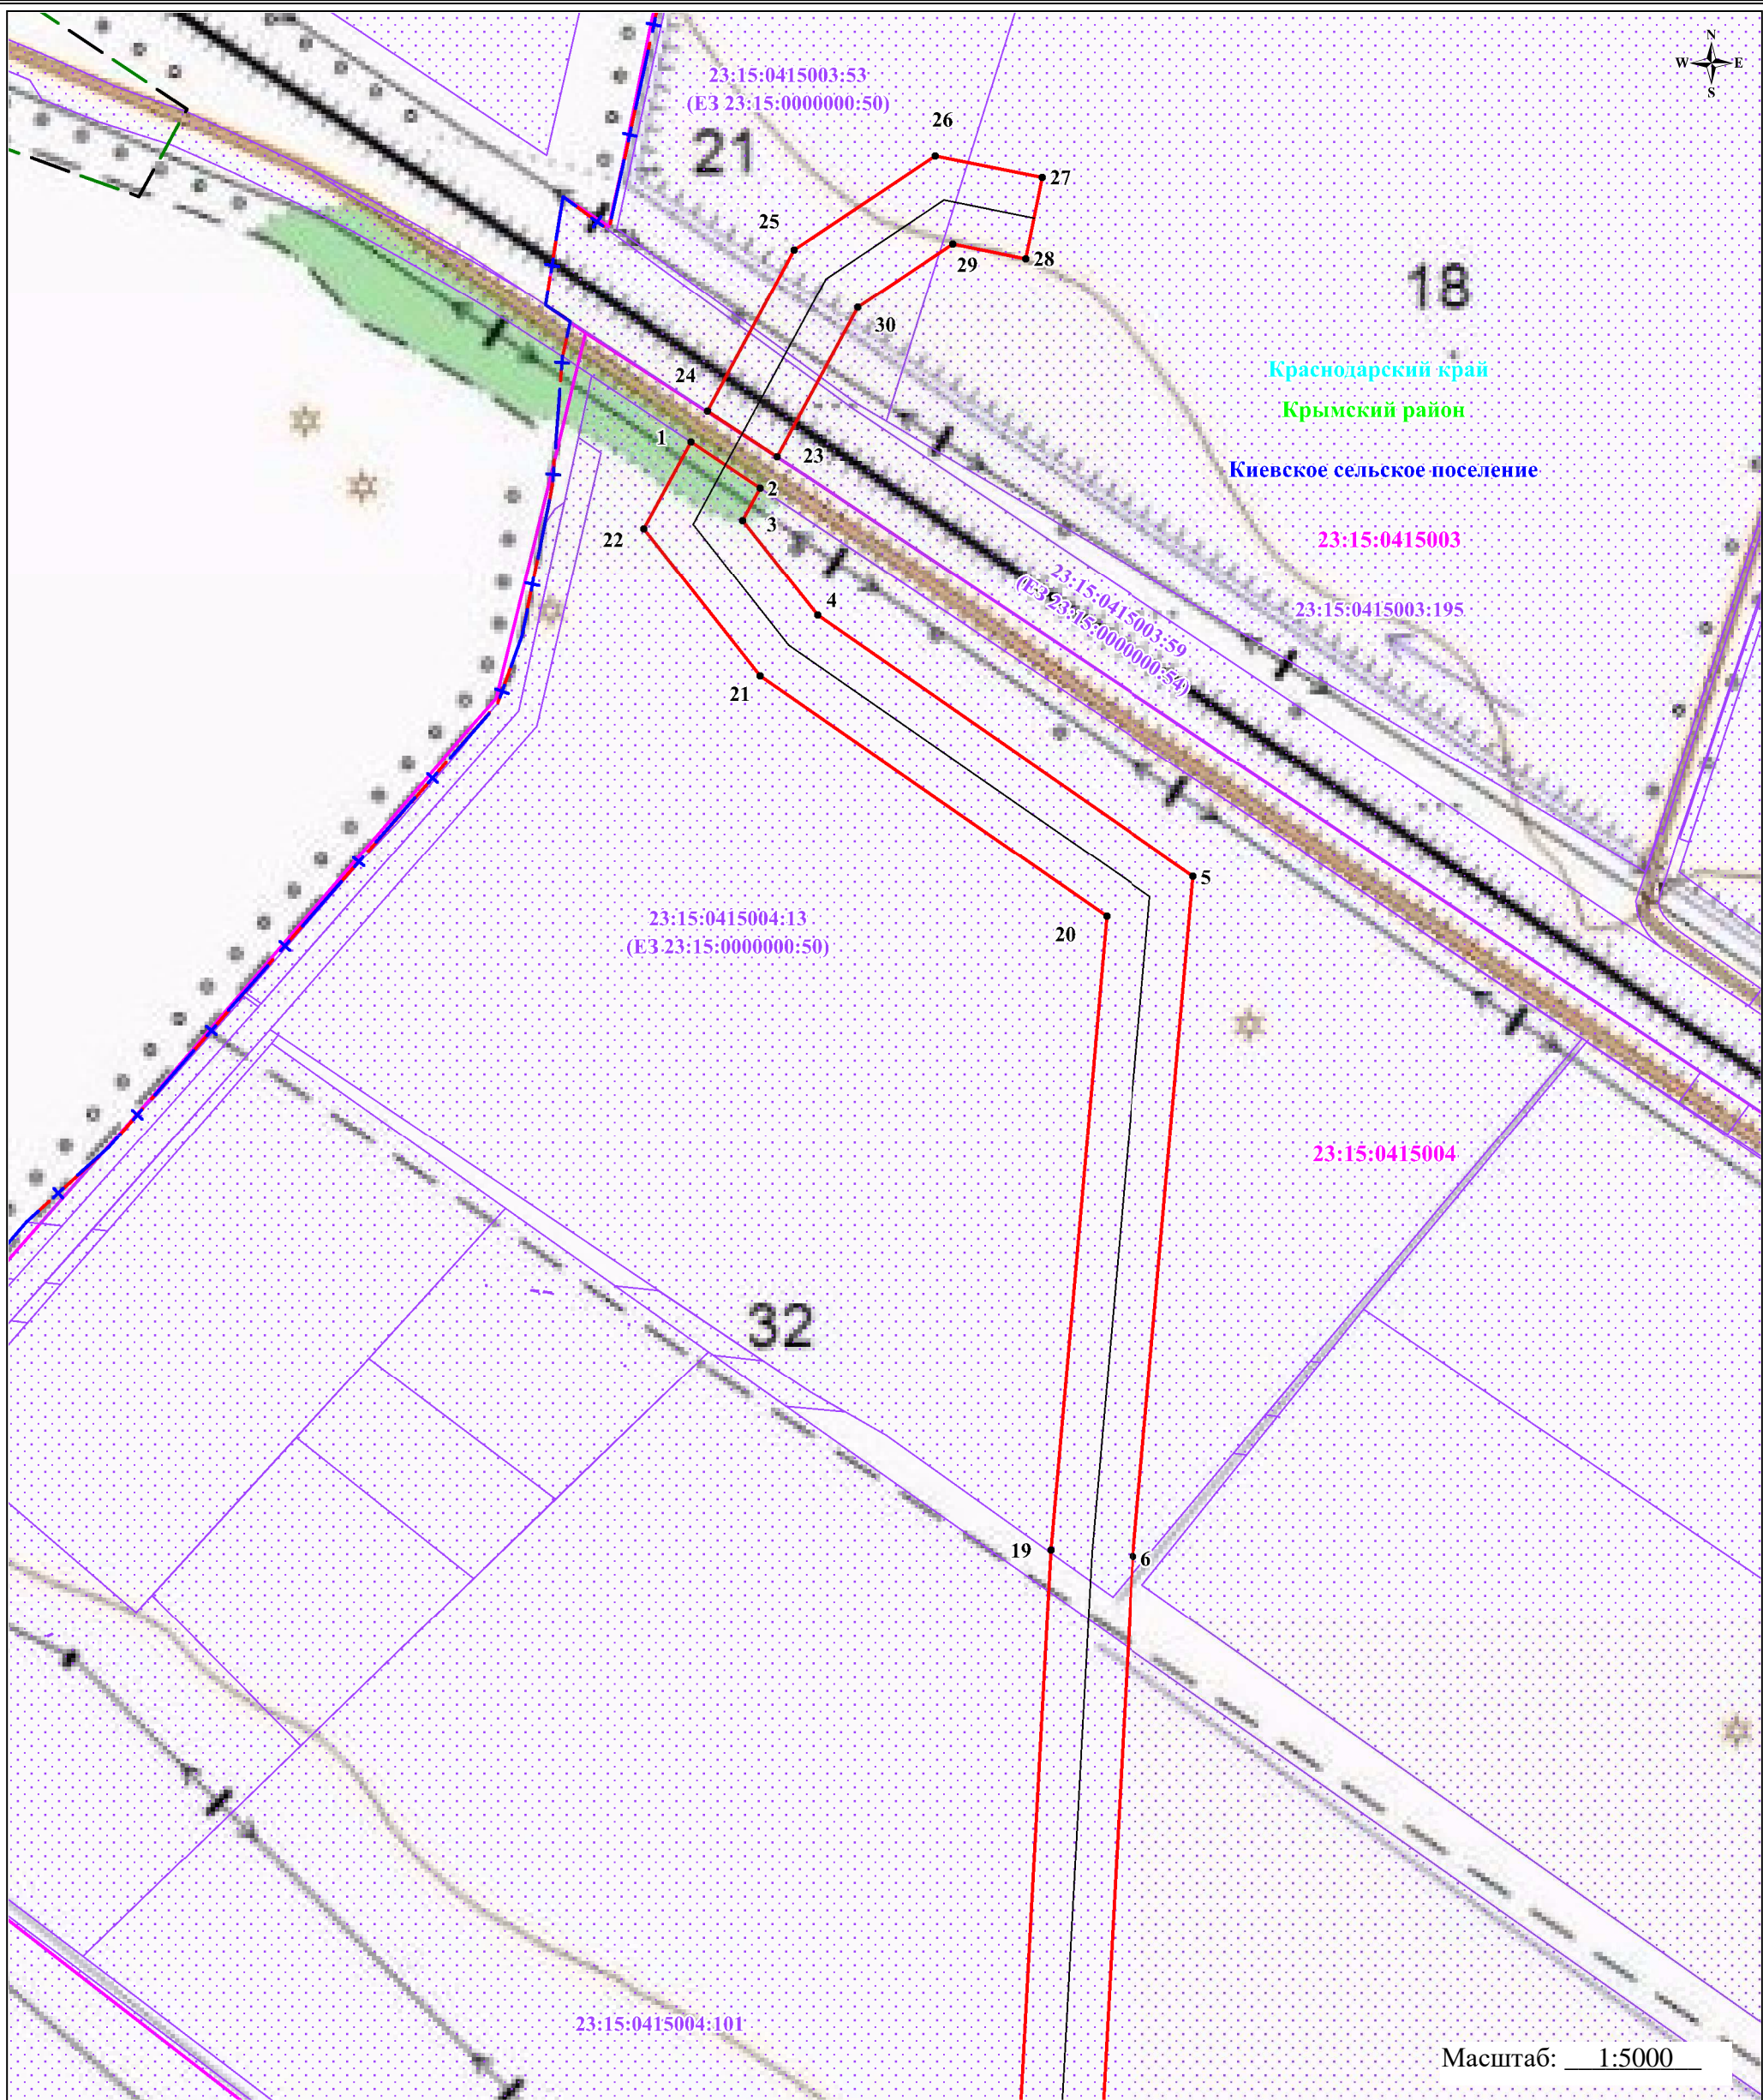 N
W E
S
23:15:0415003:53
(ЕЗ 23:15:0000000:50)
26
21
27
25
29
28
18
30
Краснодарский край
24
Крымский район
1
23
Киевское сельское поселение
2
3
22
23:15:0415003
23:15:0415003:59
(ЕЗ 23:15:0000000:54)
4
23:15:0415003:195
21
5
23:15:0415004:13
(ЕЗ 23:15:0000000:50)
20
23:15:0415004
32
19
6
23:15:0415004:101
Масштаб: 1:5000